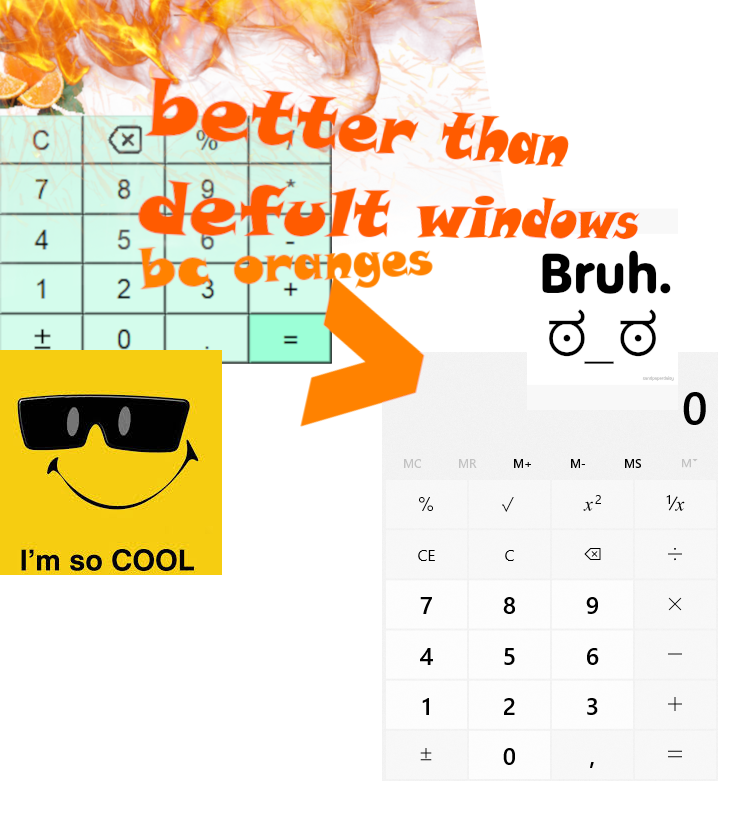 better than
C % /
7 8 9 *
defult windows
4 5 6 -
bc oranges
1 2 3 +
± 0 . =
Bruh.
ಠ_ಠ
I'm so COOL
0
MC MR M+ M- MS M˅
% √ x² ¹/x
CE C ÷
7 8 9 ×
4 5 6 −
1 2 3 +
± 0 , =